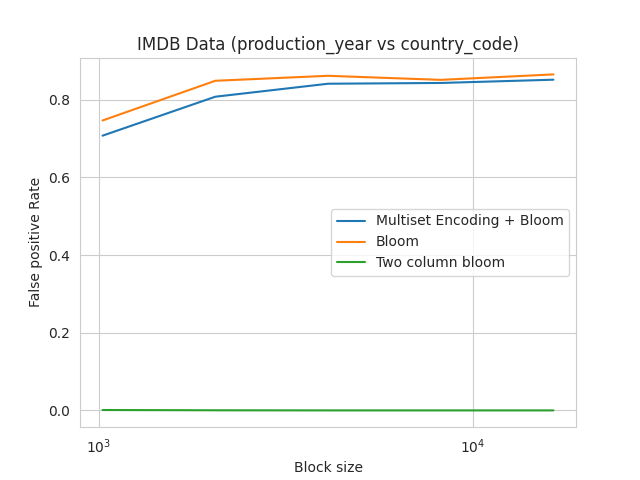 IMDB Data (production_year vs country_code)
False positive Rate
0.8
0.6
0.4
0.2
0.0
Multiset Encoding + Bloom
Bloom
Two column bloom
10³
10⁴
Block size